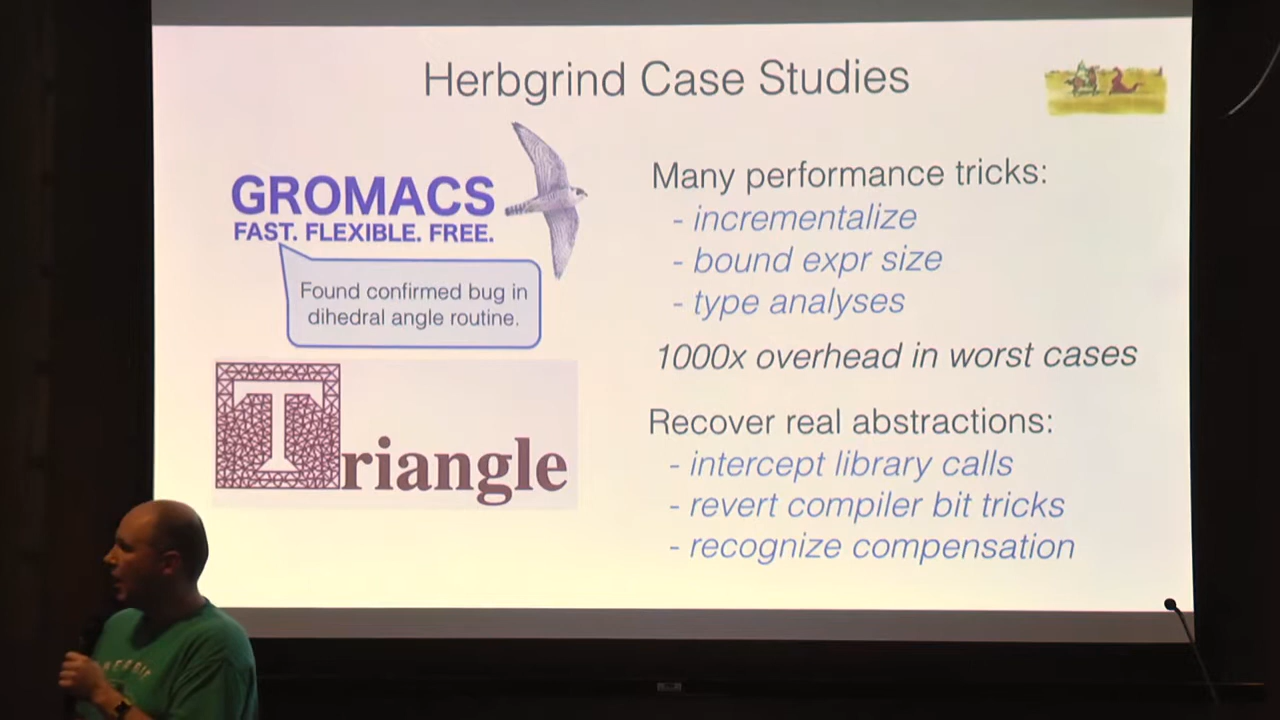 Herbgrind Case Studies
GROMACS
FAST. FLEXIBLE. FREE.
Found confirmed bug in
dihedral angle routine.
Triangle
Many performance tricks:
- incrementalize
- bound expr size
- type analyses
1000x overhead in worst cases
Recover real abstractions:
- intercept library calls
- revert compiler bit tricks
- recognize compensation